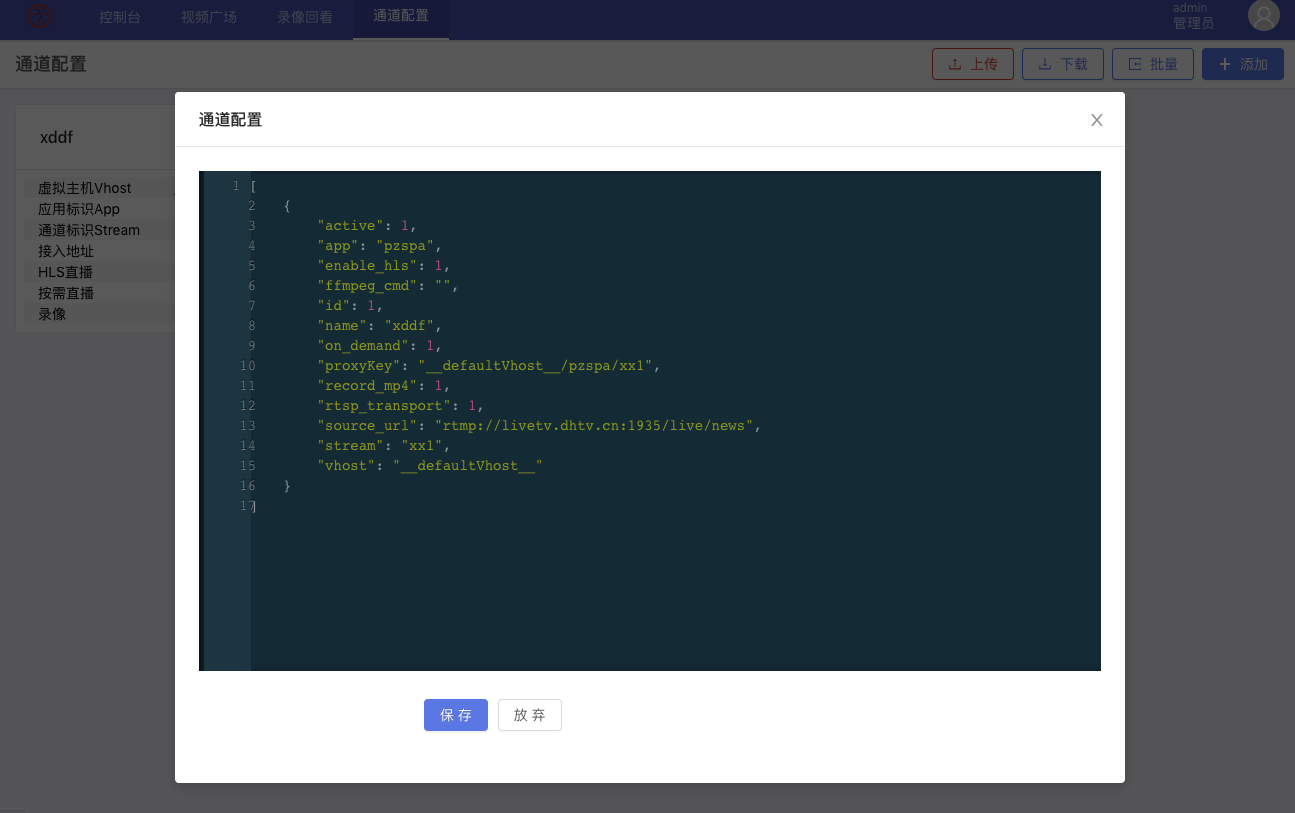 控制台 视频广场 录像回看 通道配置 admin
管理员
通道配置 上传 下载 批量 添加
通道配置
xddf
虚拟主机Vhost
应用标识App
通道标识Stream
接入地址
HLS直播
按需直播
录像
1 [
2 {
3 "active": 1,
4 "app": "pzspa",
5 "enable_hls": 1,
6 "ffmpeg_cmd": "",
7 "id": 1,
8 "name": "xddf",
9 "on_demand": 1,
10 "proxyKey": "__defaultVhost__/pzspa/xx1",
11 "record_mp4": 1,
12 "rtsp_transport": 1,
13 "source_url": "rtmp://livetv.dhtv.cn:1935/live/news",
14 "stream": "xx1",
15 "vhost": "__defaultVhost__"
16 }
17 ]
保存 放弃